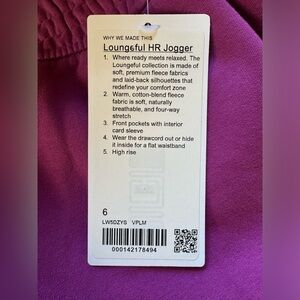 WHY WE MADE THIS
Loungeful HR Jogger
1. Where ready meets relaxed. The
Loungeful collection is made of
soft, premium fleece fabrics
and laid-back silhouettes that
redefine your comfort zone
2. Warm, cotton-blend fleece
fabric is soft, naturally
breathable, and four-way
stretch
3. Front pockets with interior
card sleeve
4. Wear the drawcord out or hide
it inside for a flat waistband
5. High rise
6
LW5DZYS VPLM
000142178494